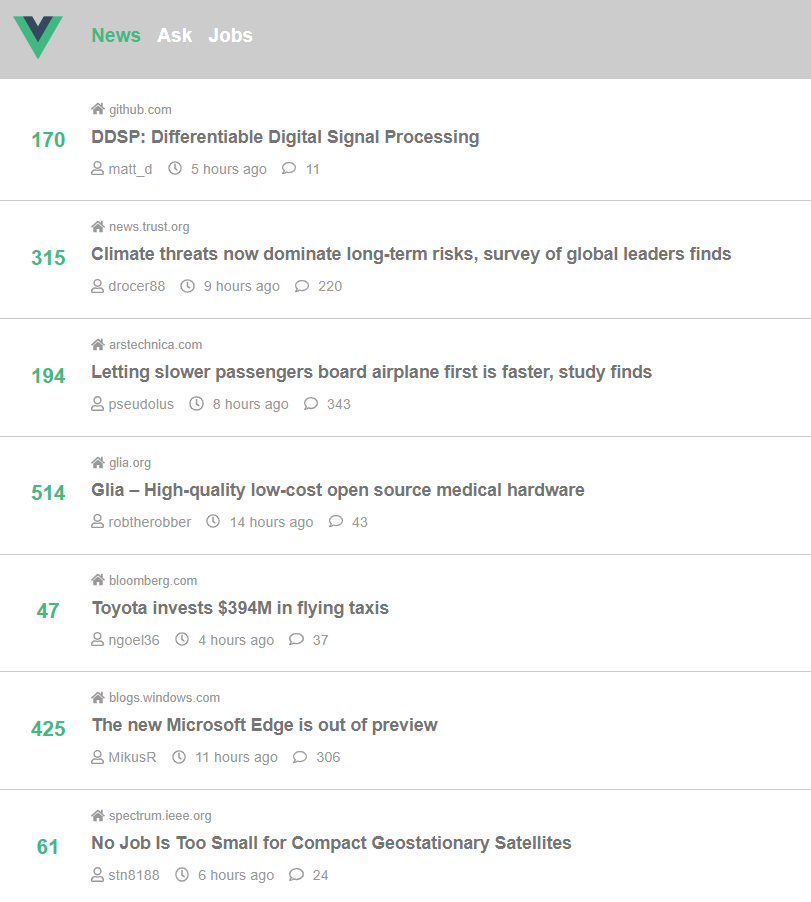 News Ask Jobs
github.com
170
DDSP: Differentiable Digital Signal Processing
matt_d 5 hours ago 11
news.trust.org
315
Climate threats now dominate long-term risks, survey of global leaders finds
drocer88 9 hours ago 220
arstechnica.com
194
Letting slower passengers board airplane first is faster, study finds
pseudolus 8 hours ago 343
glia.org
514
Glia – High-quality low-cost open source medical hardware
robtherobber 14 hours ago 43
bloomberg.com
47
Toyota invests $394M in flying taxis
ngoel36 4 hours ago 37
blogs.windows.com
425
The new Microsoft Edge is out of preview
MikusR 11 hours ago 306
spectrum.ieee.org
61
No Job Is Too Small for Compact Geostationary Satellites
stn8188 6 hours ago 24